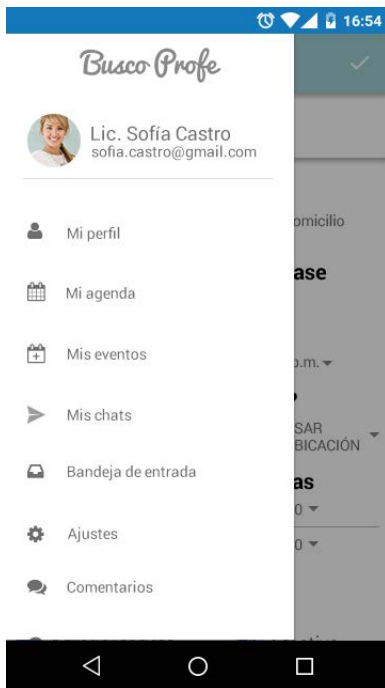 16:54
Busco Profe
Lic. Sofía Castro
sofia.castro@gmail.com
omicilio
Mi perfil
ase
Mi agenda
Mis eventos
p.m.
Mis chats
SAR
BICACIÓN
Bandeja de entrada
as
0
Ajustes
0
Comentarios